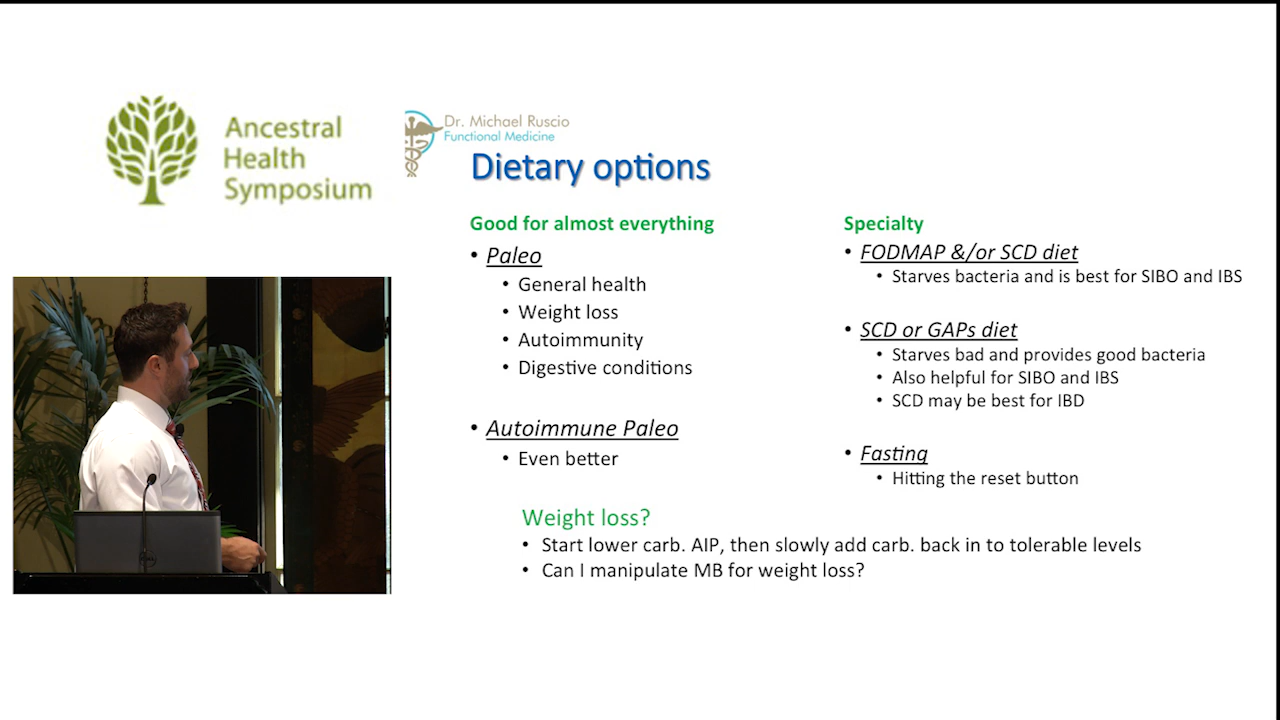 Ancestral
Health
Symposium
Dr. Michael Ruscio
Functional Medicine
Dietary options
Good for almost everything
• Paleo
• General health
• Weight loss
• Autoimmunity
• Digestive conditions
• Autoimmune Paleo
• Even better
Specialty
• FODMAP &/or SCD diet
• Starves bacteria and is best for SIBO and IBS
• SCD or GAPs diet
• Starves bad and provides good bacteria
• Also helpful for SIBO and IBS
• SCD may be best for IBD
• Fasting
• Hitting the reset button
Weight loss?
• Start lower carb. AIP, then slowly add carb. back in to tolerable levels
• Can I manipulate MB for weight loss?